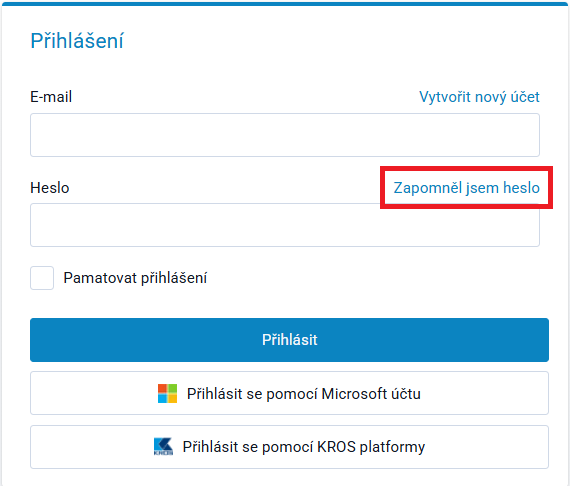 Přihlášení
E-mail
Vytvořit nový účet
Heslo
Zapomněl jsem heslo
Pamatovat přihlášení
Přihlásit
Přihlásit se pomocí Microsoft účtu
KROS
Přihlásit se pomocí KROS platformy